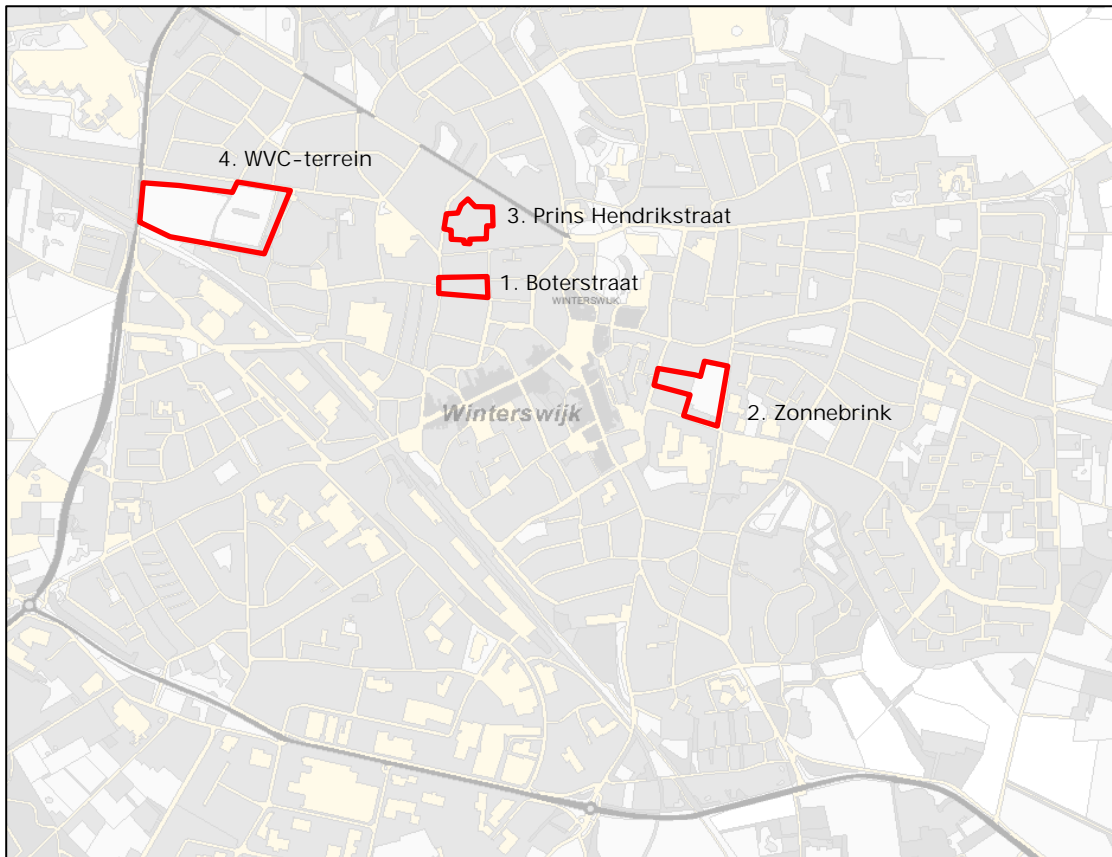 4. WVC-terrein
3. Prins Hendrikstraat
1. Boterstraat
WINTERSWIJK
2. Zonnebrink
Winterswijk